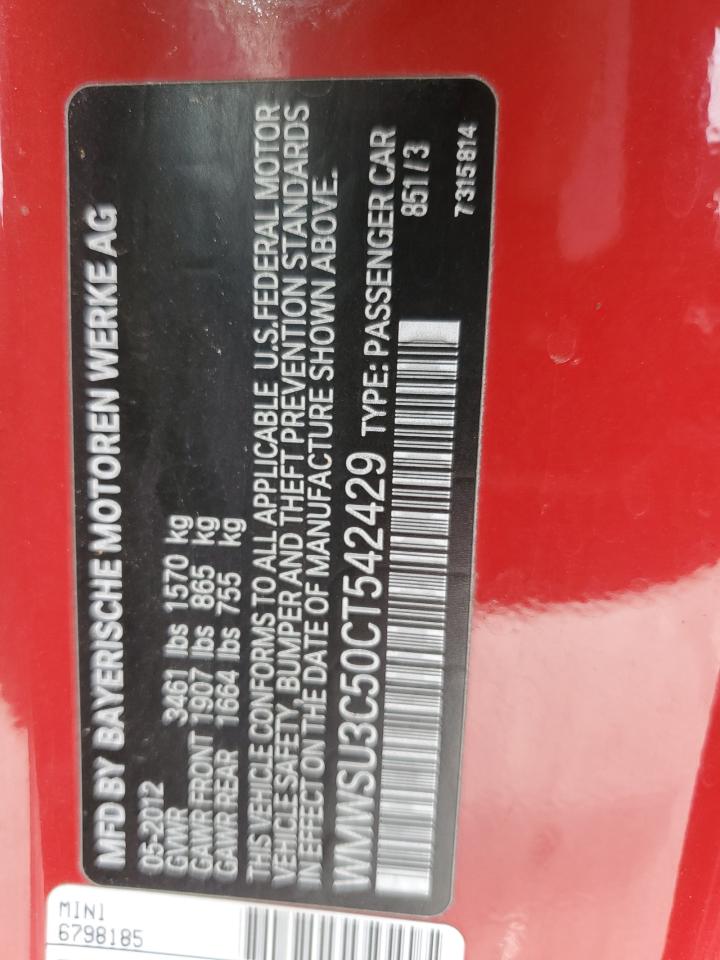 MFD BY BAYERISCHE MOTOREN WERKE AG
05-2012
GVWR 3461 lbs 1570 kg
GAWR FRONT 1907 lbs 865 kg
GAWR REAR 1664 lbs 755 kg
THIS VEHICLE CONFORMS TO ALL APPLICABLE U.S. FEDERAL MOTOR
VEHICLE SAFETY, BUMPER AND THEFT PREVENTION STANDARDS
IN EFFECT ON THE DATE OF MANUFACTURE SHOWN ABOVE.
WMWSU3C50CT542429 TYPE: PASSENGER CAR
851 / 3
7315814
MINI
6798185